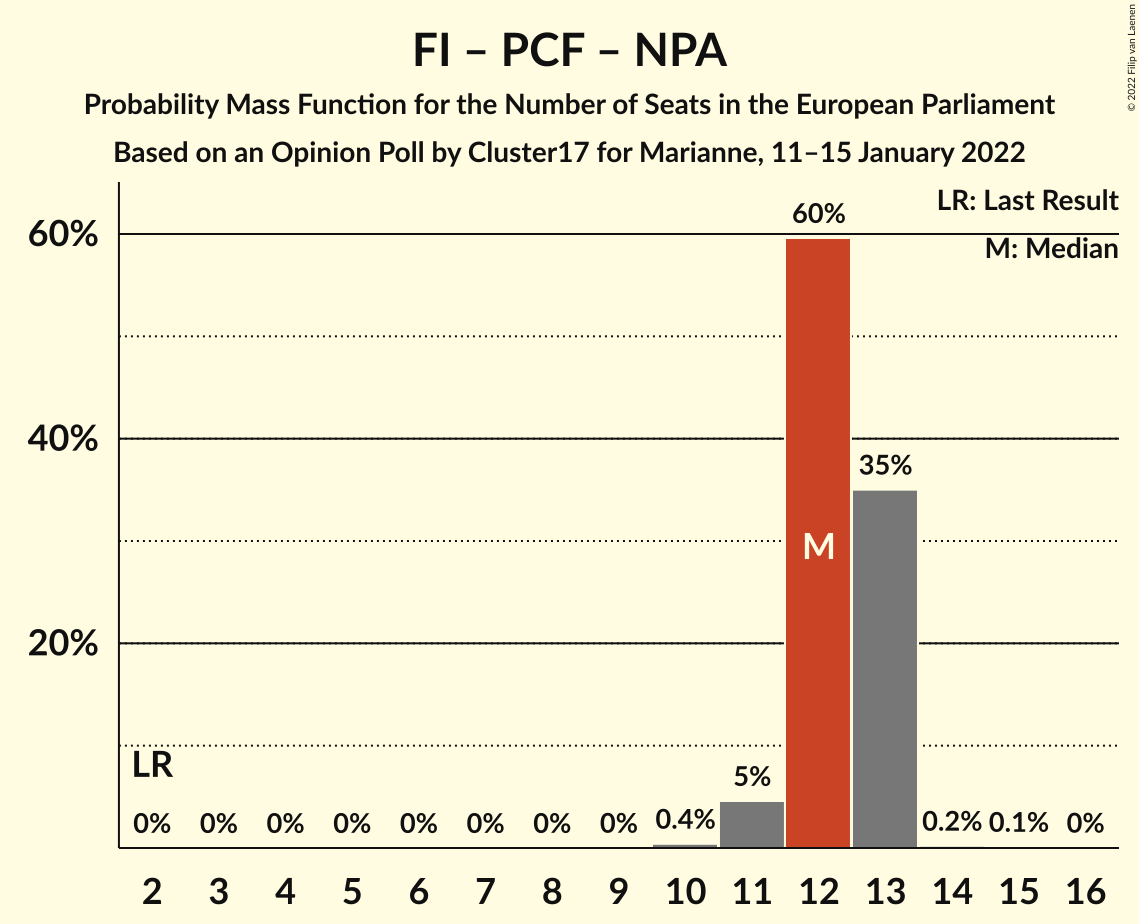 FI – PCF – NPA
Probability Mass Function for the Number of Seats in the European Parliament
Based on an Opinion Poll by Cluster17 for Marianne, 11–15 January 2022
© 2022 Filip van Laenen
LR: Last Result
M: Median
60%
40%
20%
60%
35%
M
LR
5%
0% 0% 0% 0% 0% 0% 0% 0% 0.4% 0.2% 0.1% 0%
2 3 4 5 6 7 8 9 10 11 12 13 14 15 16